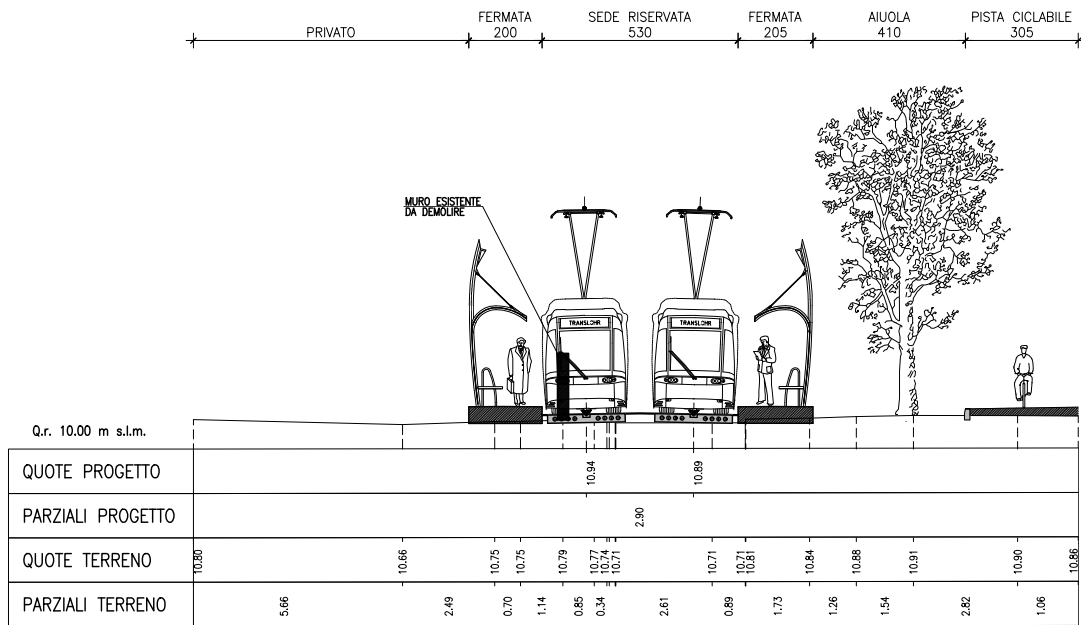 PRIVATO
FERMATA
200
SEDE RISERVATA
530
FERMATA
205
AIUOLA
410
PISTA CICLABILE
305
MURO ESISTENTE
DA DEMOLIRE
TRANSLOHR
TRANSLOHR
Q.r. 10.00 m s.l.m.
QUOTE PROGETTO
10.94
10.89
PARZIALI PROGETTO
2.90
QUOTE TERRENO
10.80
10.66
10.75
10.75
10.79
10.77
10.74
10.71
10.71
10.71
10.81
10.84
10.88
10.91
10.90
10.86
PARZIALI TERRENO
5.66
2.49
0.70
1.14
0.85
0.34
2.61
0.89
1.73
1.26
1.54
2.82
1.06